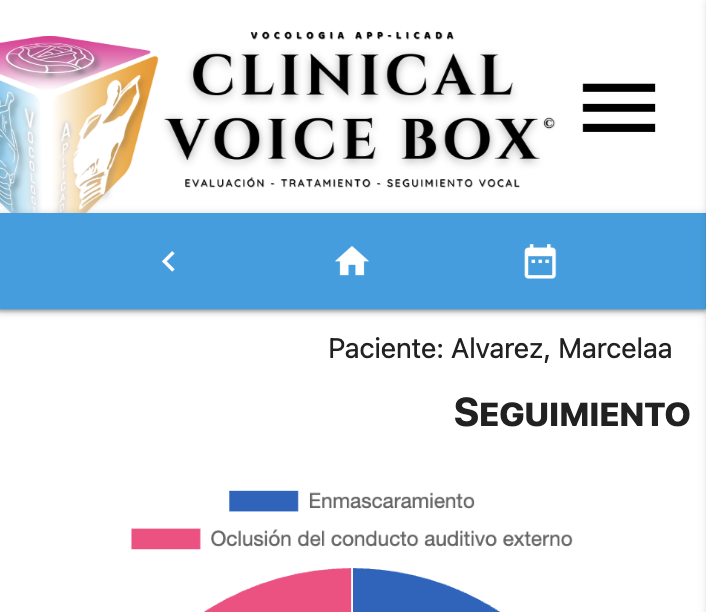 VOCOLOGIA APP-LICADA
CLINICAL
VOICE BOX©
EVALUACIÓN - TRATAMIENTO - SEGUIMIENTO VOCAL
Paciente: Alvarez, Marcelaa
SEGUIMIENTO
Enmascaramiento
Oclusión del conducto auditivo externo